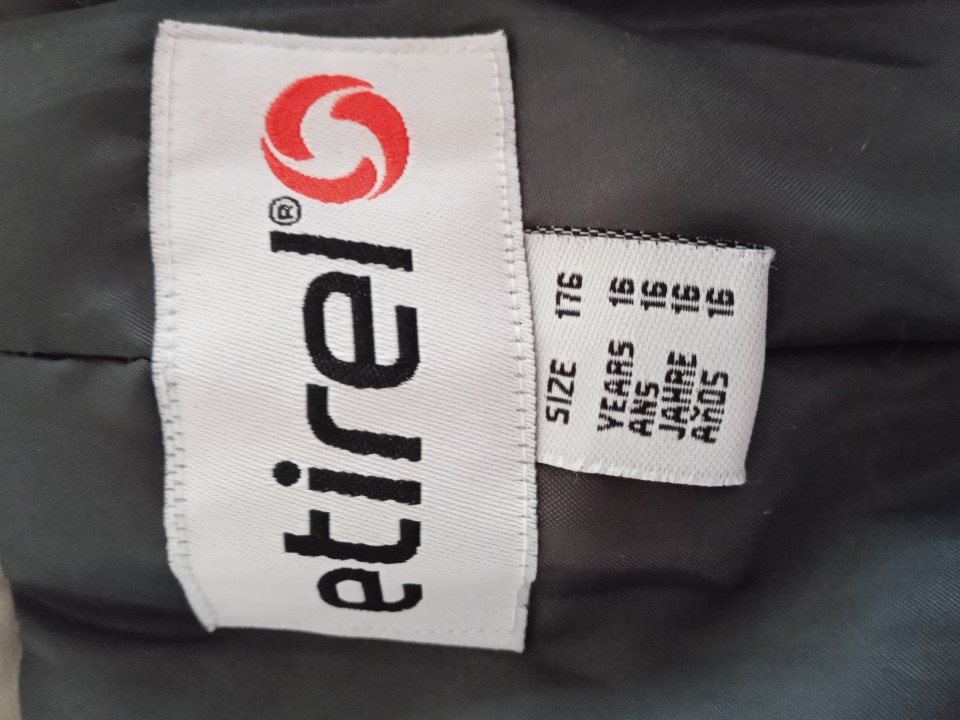 etirel®
SIZE 176
YEARS 16
ANS 16
JAHRE 16
AÑOS 16